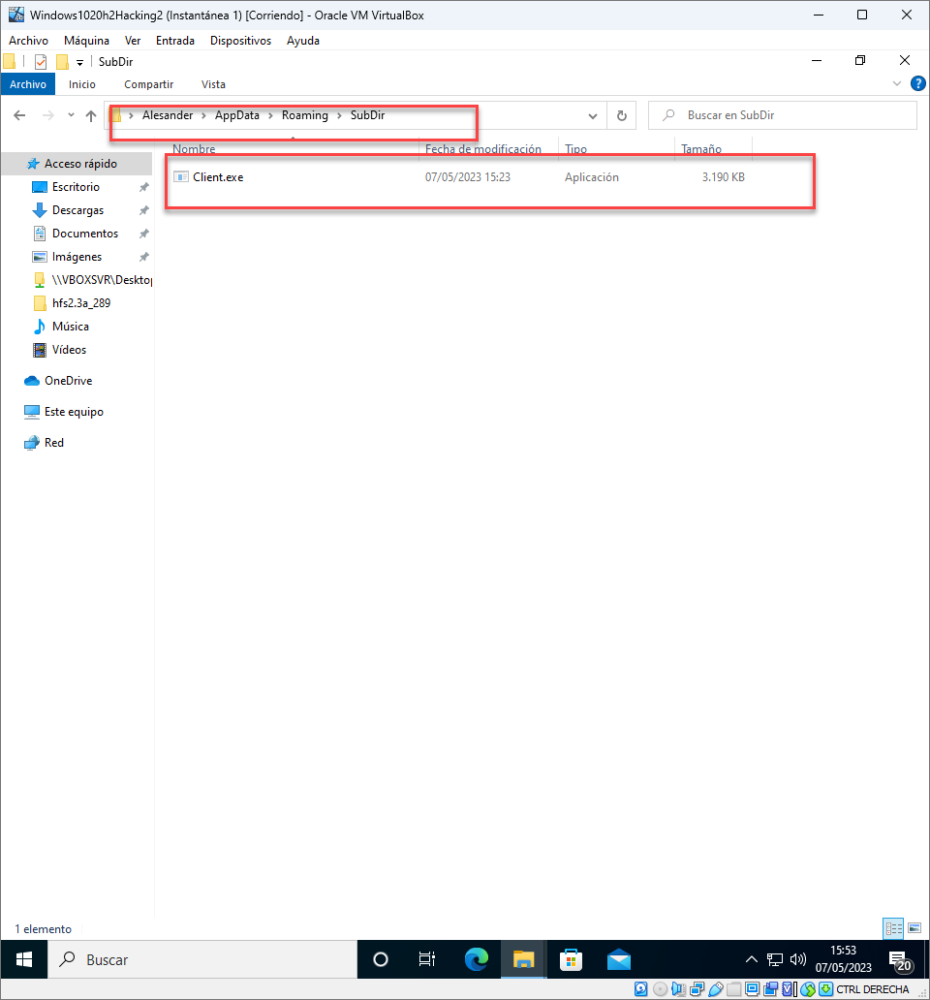 Windows1020h2Hacking2 (Instantánea 1) [Corriendo] - Oracle VM VirtualBox
Archivo Máquina Ver Entrada Dispositivos Ayuda
SubDir
Archivo Inicio Compartir Vista
Alesander > AppData > Roaming > SubDir
Buscar en SubDir
Nombre Fecha de modificación Tipo Tamaño
Acceso rápido
Client.exe 07/05/2023 15:23 Aplicación 3.190 KB
Escritorio
Descargas
Documentos
Imágenes
\\VBOXSVR\Desktop
hfs2.3a_289
Música
Vídeos
OneDrive
Este equipo
Red
1 elemento
Buscar
15:53
07/05/2023
20
CTRL DERECHA